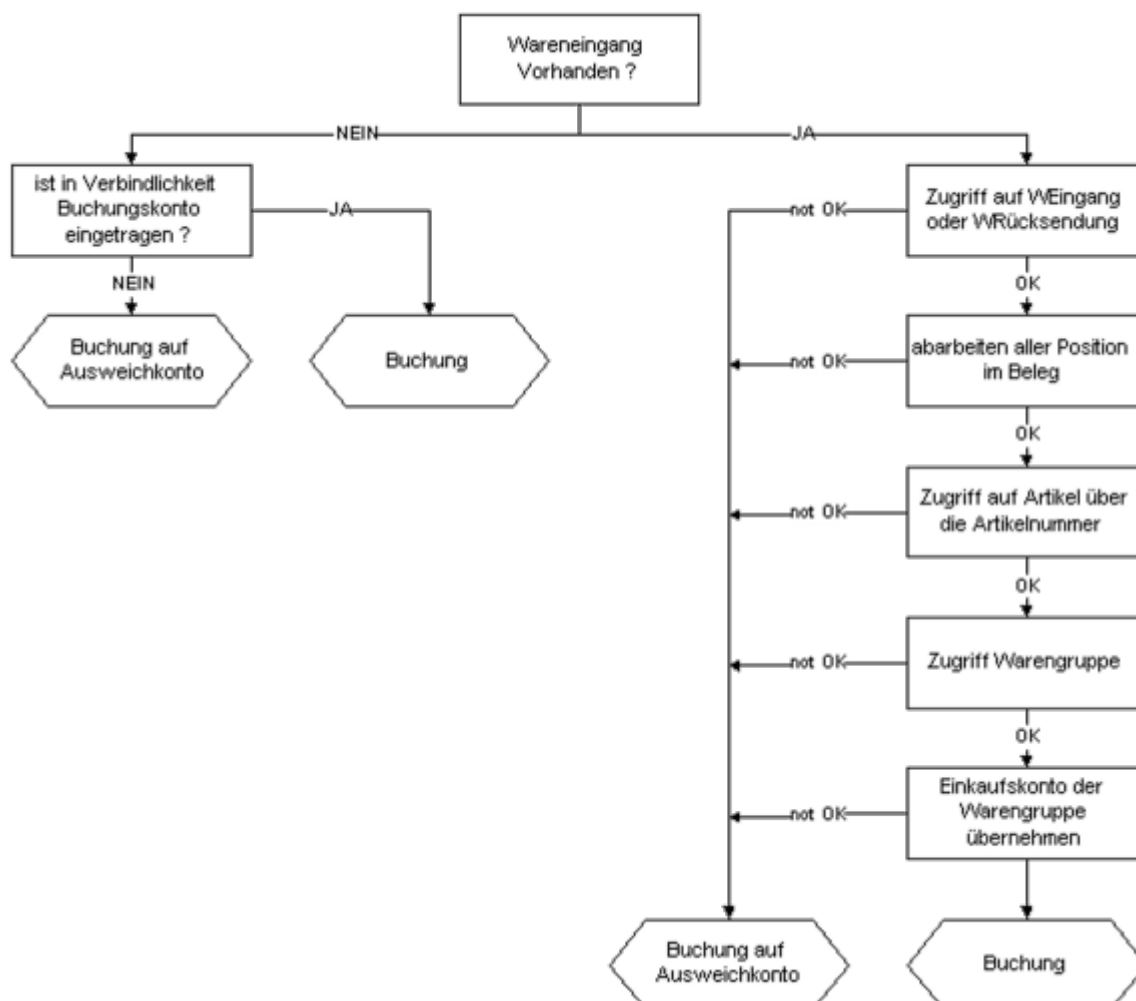 Wareneingang
Vorhanden ?
NEIN
JA
ist in Verbindlichkeit
Buchungskonto
eingetragen ?
JA
not OK
Zugriff auf WEingang
oder WRücksendung
NEIN
OK
Buchung auf
Ausweichkonto
Buchung
not OK
abarbeiten aller Position
im Beleg
OK
not OK
Zugriff auf Artikel über
die Artikelnummer
OK
not OK
Zugriff Warengruppe
OK
not OK
Einkaufskonto der
Warengruppe
übernehmen
Buchung auf
Ausweichkonto
Buchung